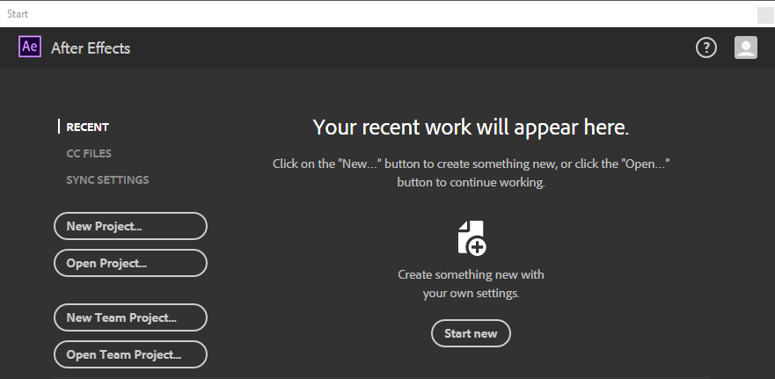 Start
Ae After Effects
?
RECENT
CC FILES
SYNC SETTINGS
New Project...
Open Project...
New Team Project...
Open Team Project...
Your recent work will appear here.
Click on the "New..." button to create something new, or click the "Open..."
button to continue working.
Create something new with
your own settings.
Start new